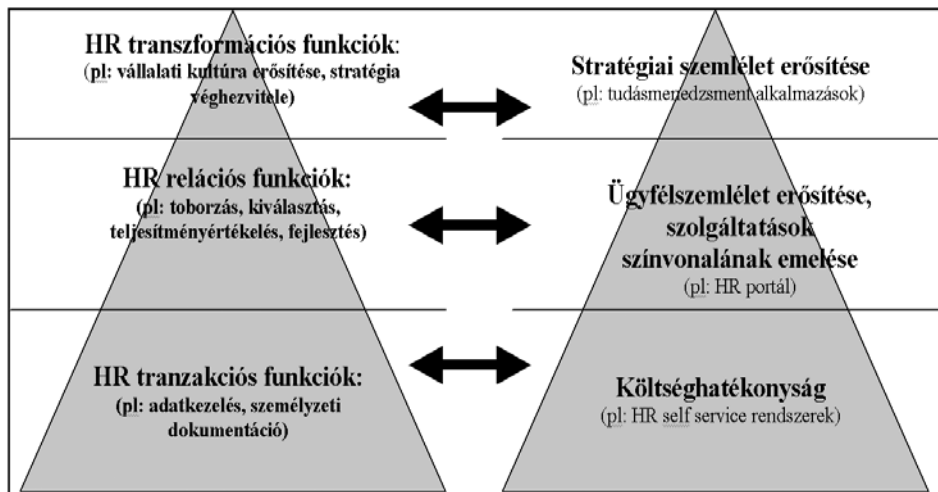 HR transzformációs funkciók:
(pl: vállalati kultúra erősítése, stratégia
véghezvitele)
Stratégiai szemlélet erősítése
(pl: tudásmenedzsment alkalmazások)
HR relációs funkciók:
(pl: toborzás, kiválasztás,
teljesítményértékelés, fejlesztés)
Ügyfélszemlélet erősítése,
szolgáltatások
színvonalának emelése
(pl: HR portál)
HR tranzakciós funkciók:
(pl: adatkezelés, személyzeti
dokumentáció)
Költséghatékonyság
(pl: HR self service rendszerek)